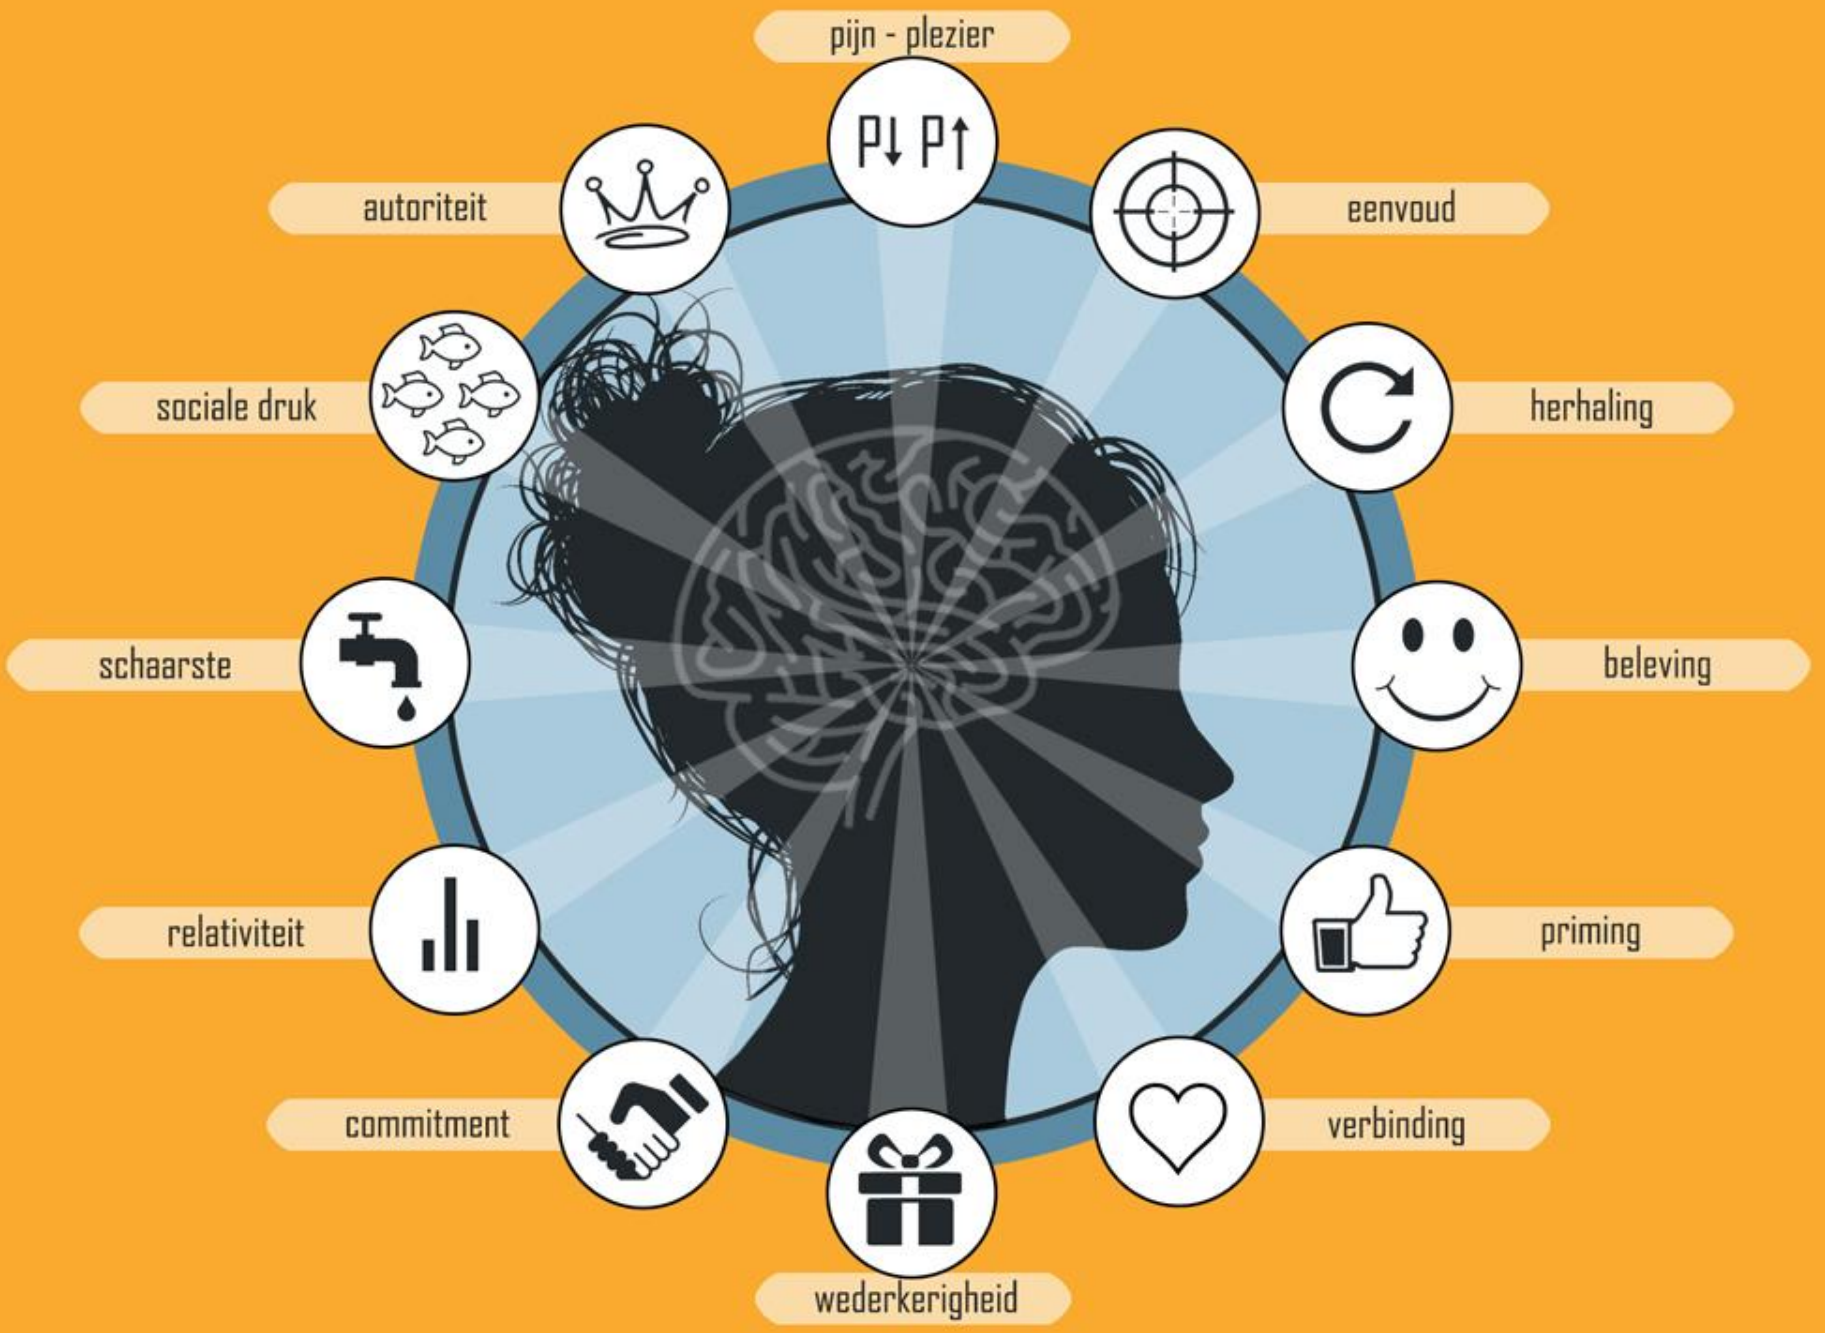 pijn - plezier
P↓ P↑
autoriteit
eenvoud
sociale druk
herhaling
schaarste
beleving
relativiteit
priming
commitment
verbinding
wederkerigheid